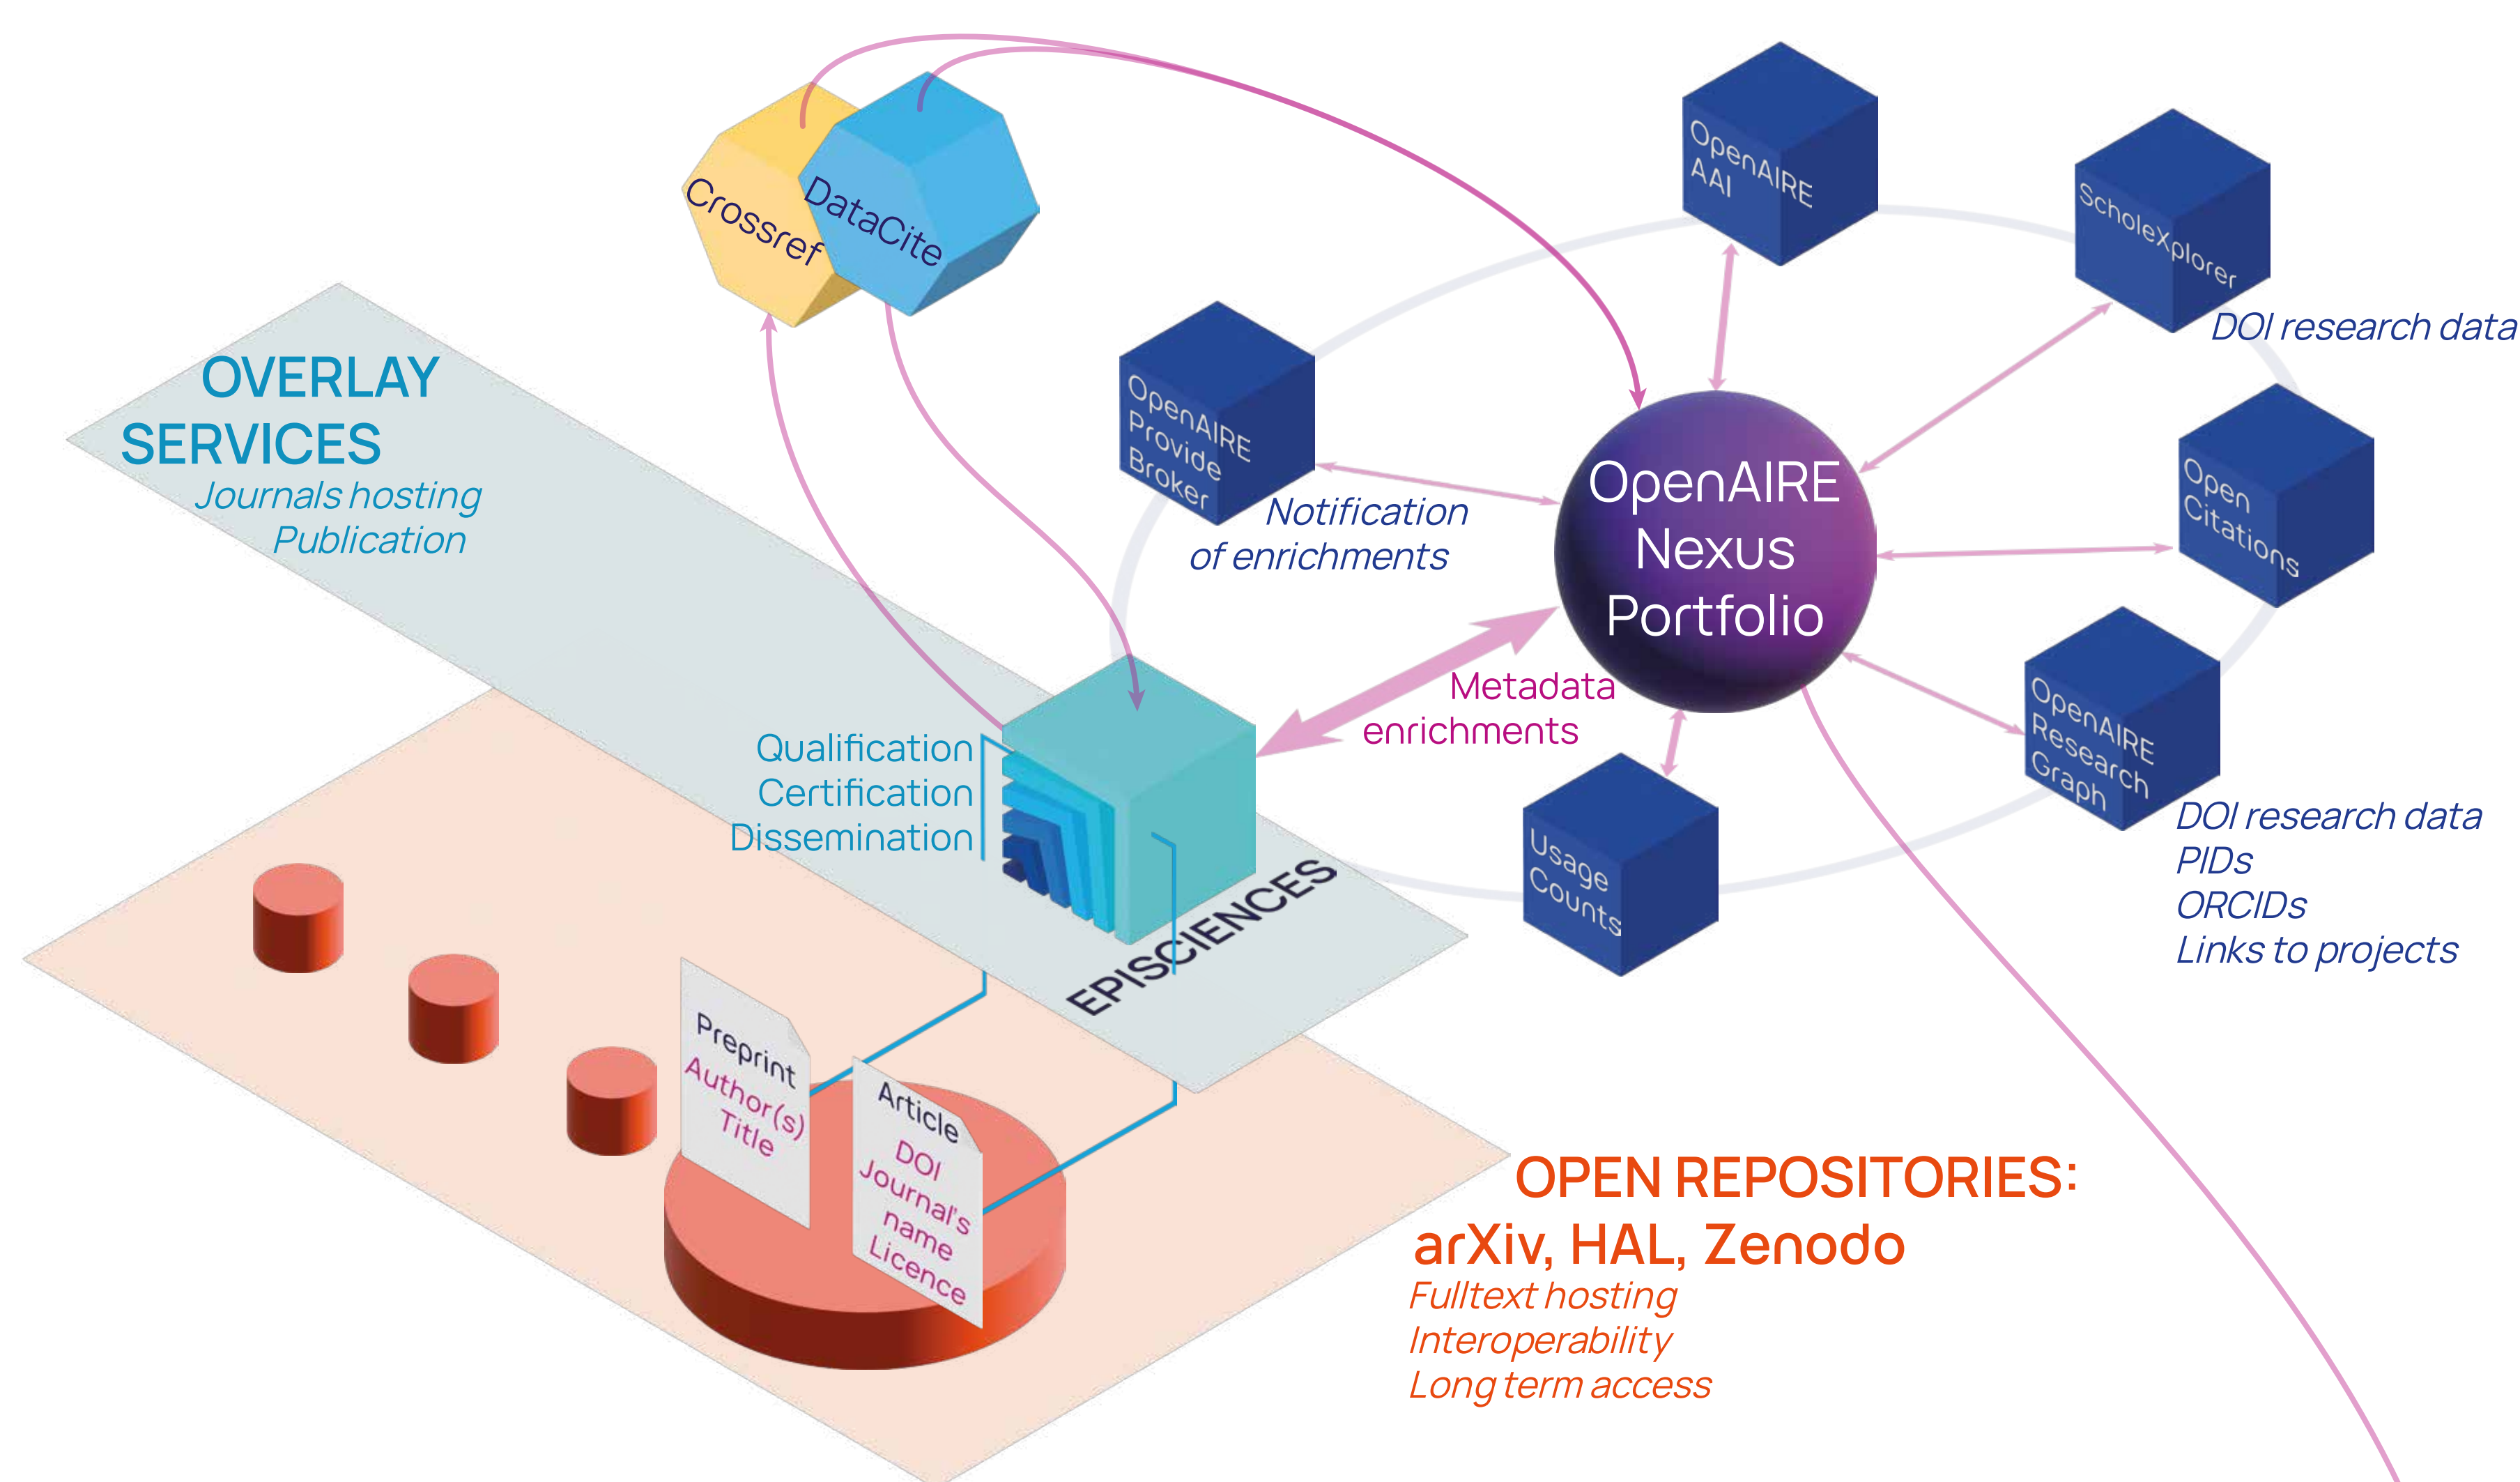 Crossref
DataCite
OpenAIRE
AAI
ScholeXplorer
DOI research data
OVERLAY
SERVICES
Journals hosting
Publication
OpenAIRE
Provide
Broker
Notification
of enrichments
OpenAIRE
Nexus
Portfolio
Open
Citations
Metadata
enrichments
OpenAIRE
Research
Graph
DOI research data
PIDs
ORCIDs
Links to projects
Qualification
Certification
Dissemination
Usage
Counts
EPISCIENCES
Preprint
Author(s)
Title
Article
DOI
Journal's
name
Licence
OPEN REPOSITORIES:
arXiv, HAL, Zenodo
Fulltext hosting
Interoperability
Long term access